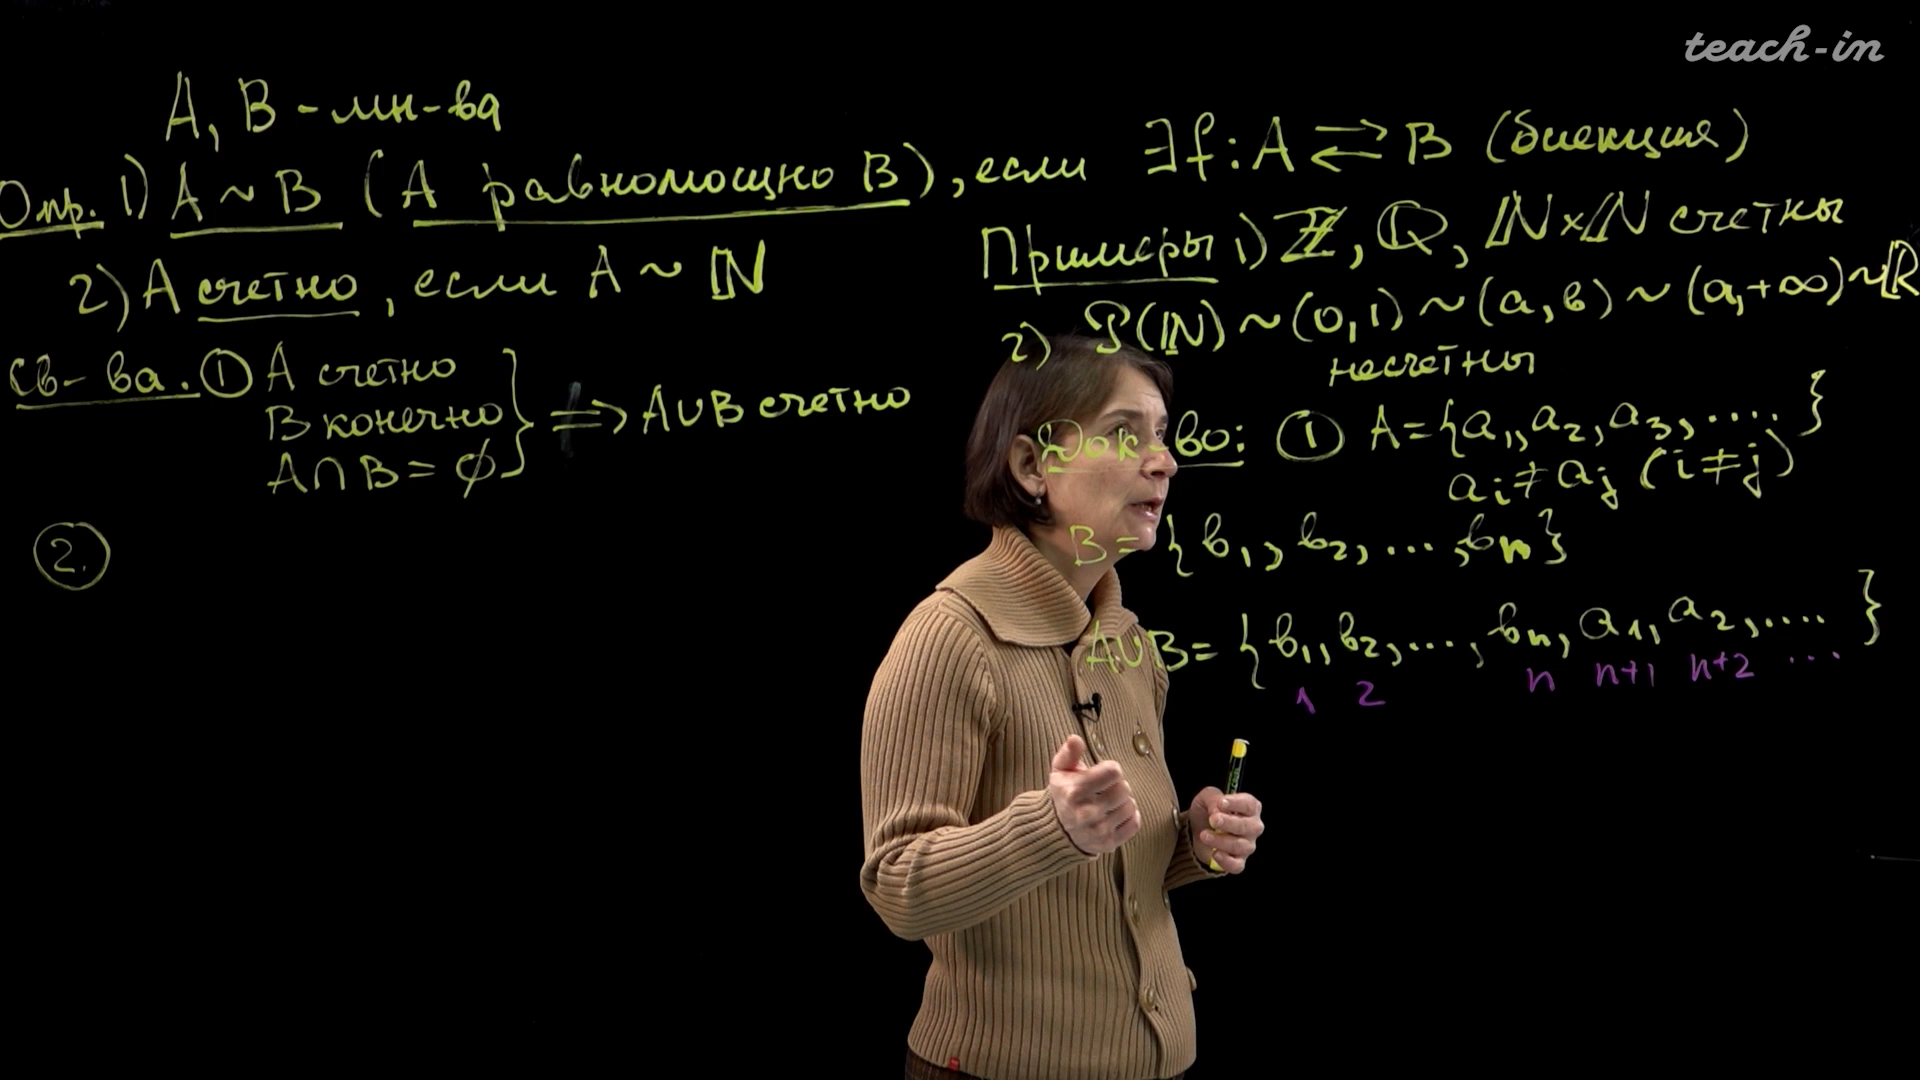 teach-in
A, B - мн-ва
Опр. 1) A ~ B (A равномощно B), если ∃ f: A ⇄ B (биекция)
2) A счетно, если A ~ ℕ
Св-ва. ① A счетно
B конечно
A ∩ B = ∅
} ⟹ A ∪ B счетно
②.
Примеры 1) ℤ, ℚ, ℕ×ℕ счетны
2) P(ℕ) ~ (0,1) ~ (a,b) ~ (a,+∞) ~ ℝ
несчетны
Док-во: ① A = {a₁, a₂, a₃, .... }
aᵢ ≠ aⱼ (i ≠ j)
B = {b₁, b₂, ..., bₙ}
A∪B = {b₁, b₂, ..., bₙ, a₁, a₂, .... }
1 2 n n+1 n+2 ...